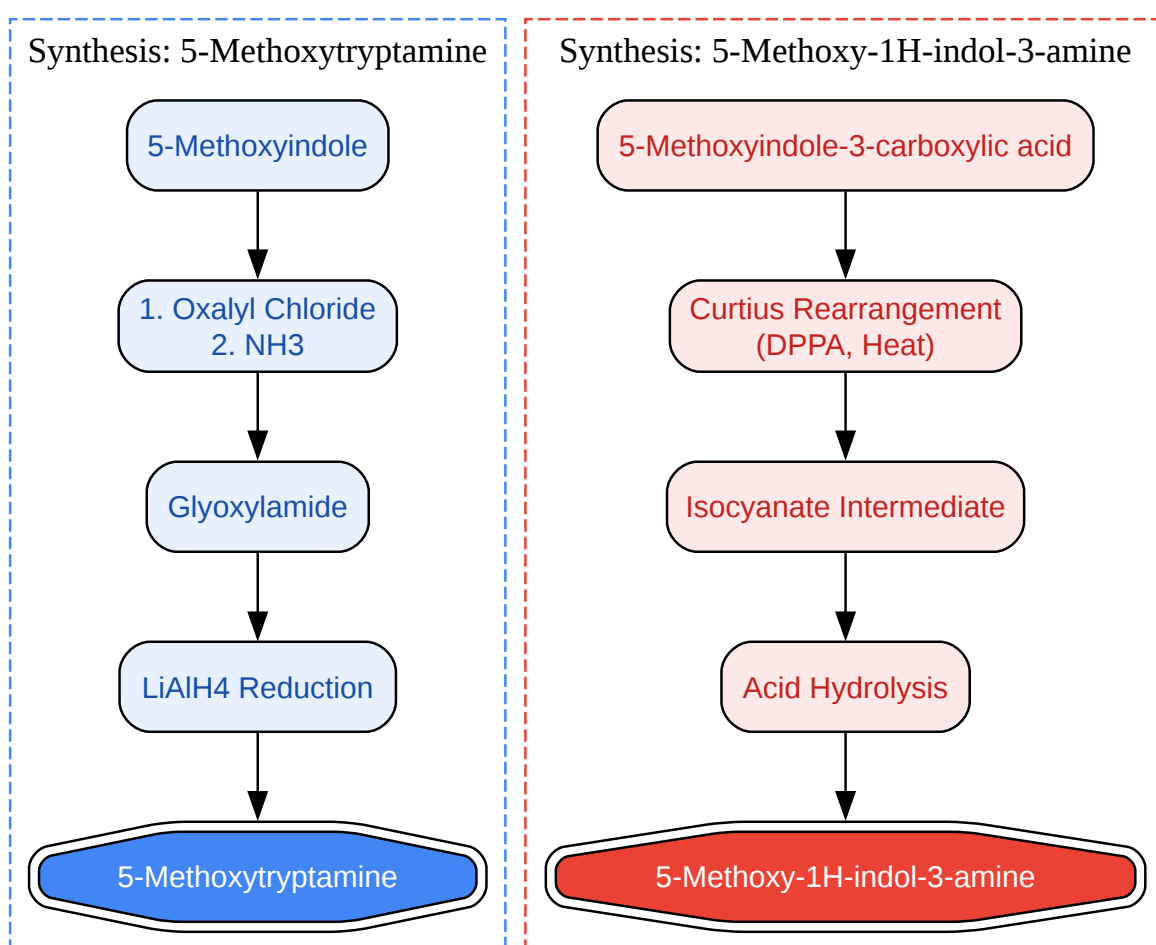 Synthesis: 5-Methoxytryptamine
5-Methoxyindole
1. Oxalyl Chloride
2. NH3
Glyoxylamide
LiAlH4 Reduction
5-Methoxytryptamine
Synthesis: 5-Methoxy-1H-indol-3-amine
5-Methoxyindole-3-carboxylic acid
Curtius Rearrangement
(DPPA, Heat)
Isocyanate Intermediate
Acid Hydrolysis
5-Methoxy-1H-indol-3-amine